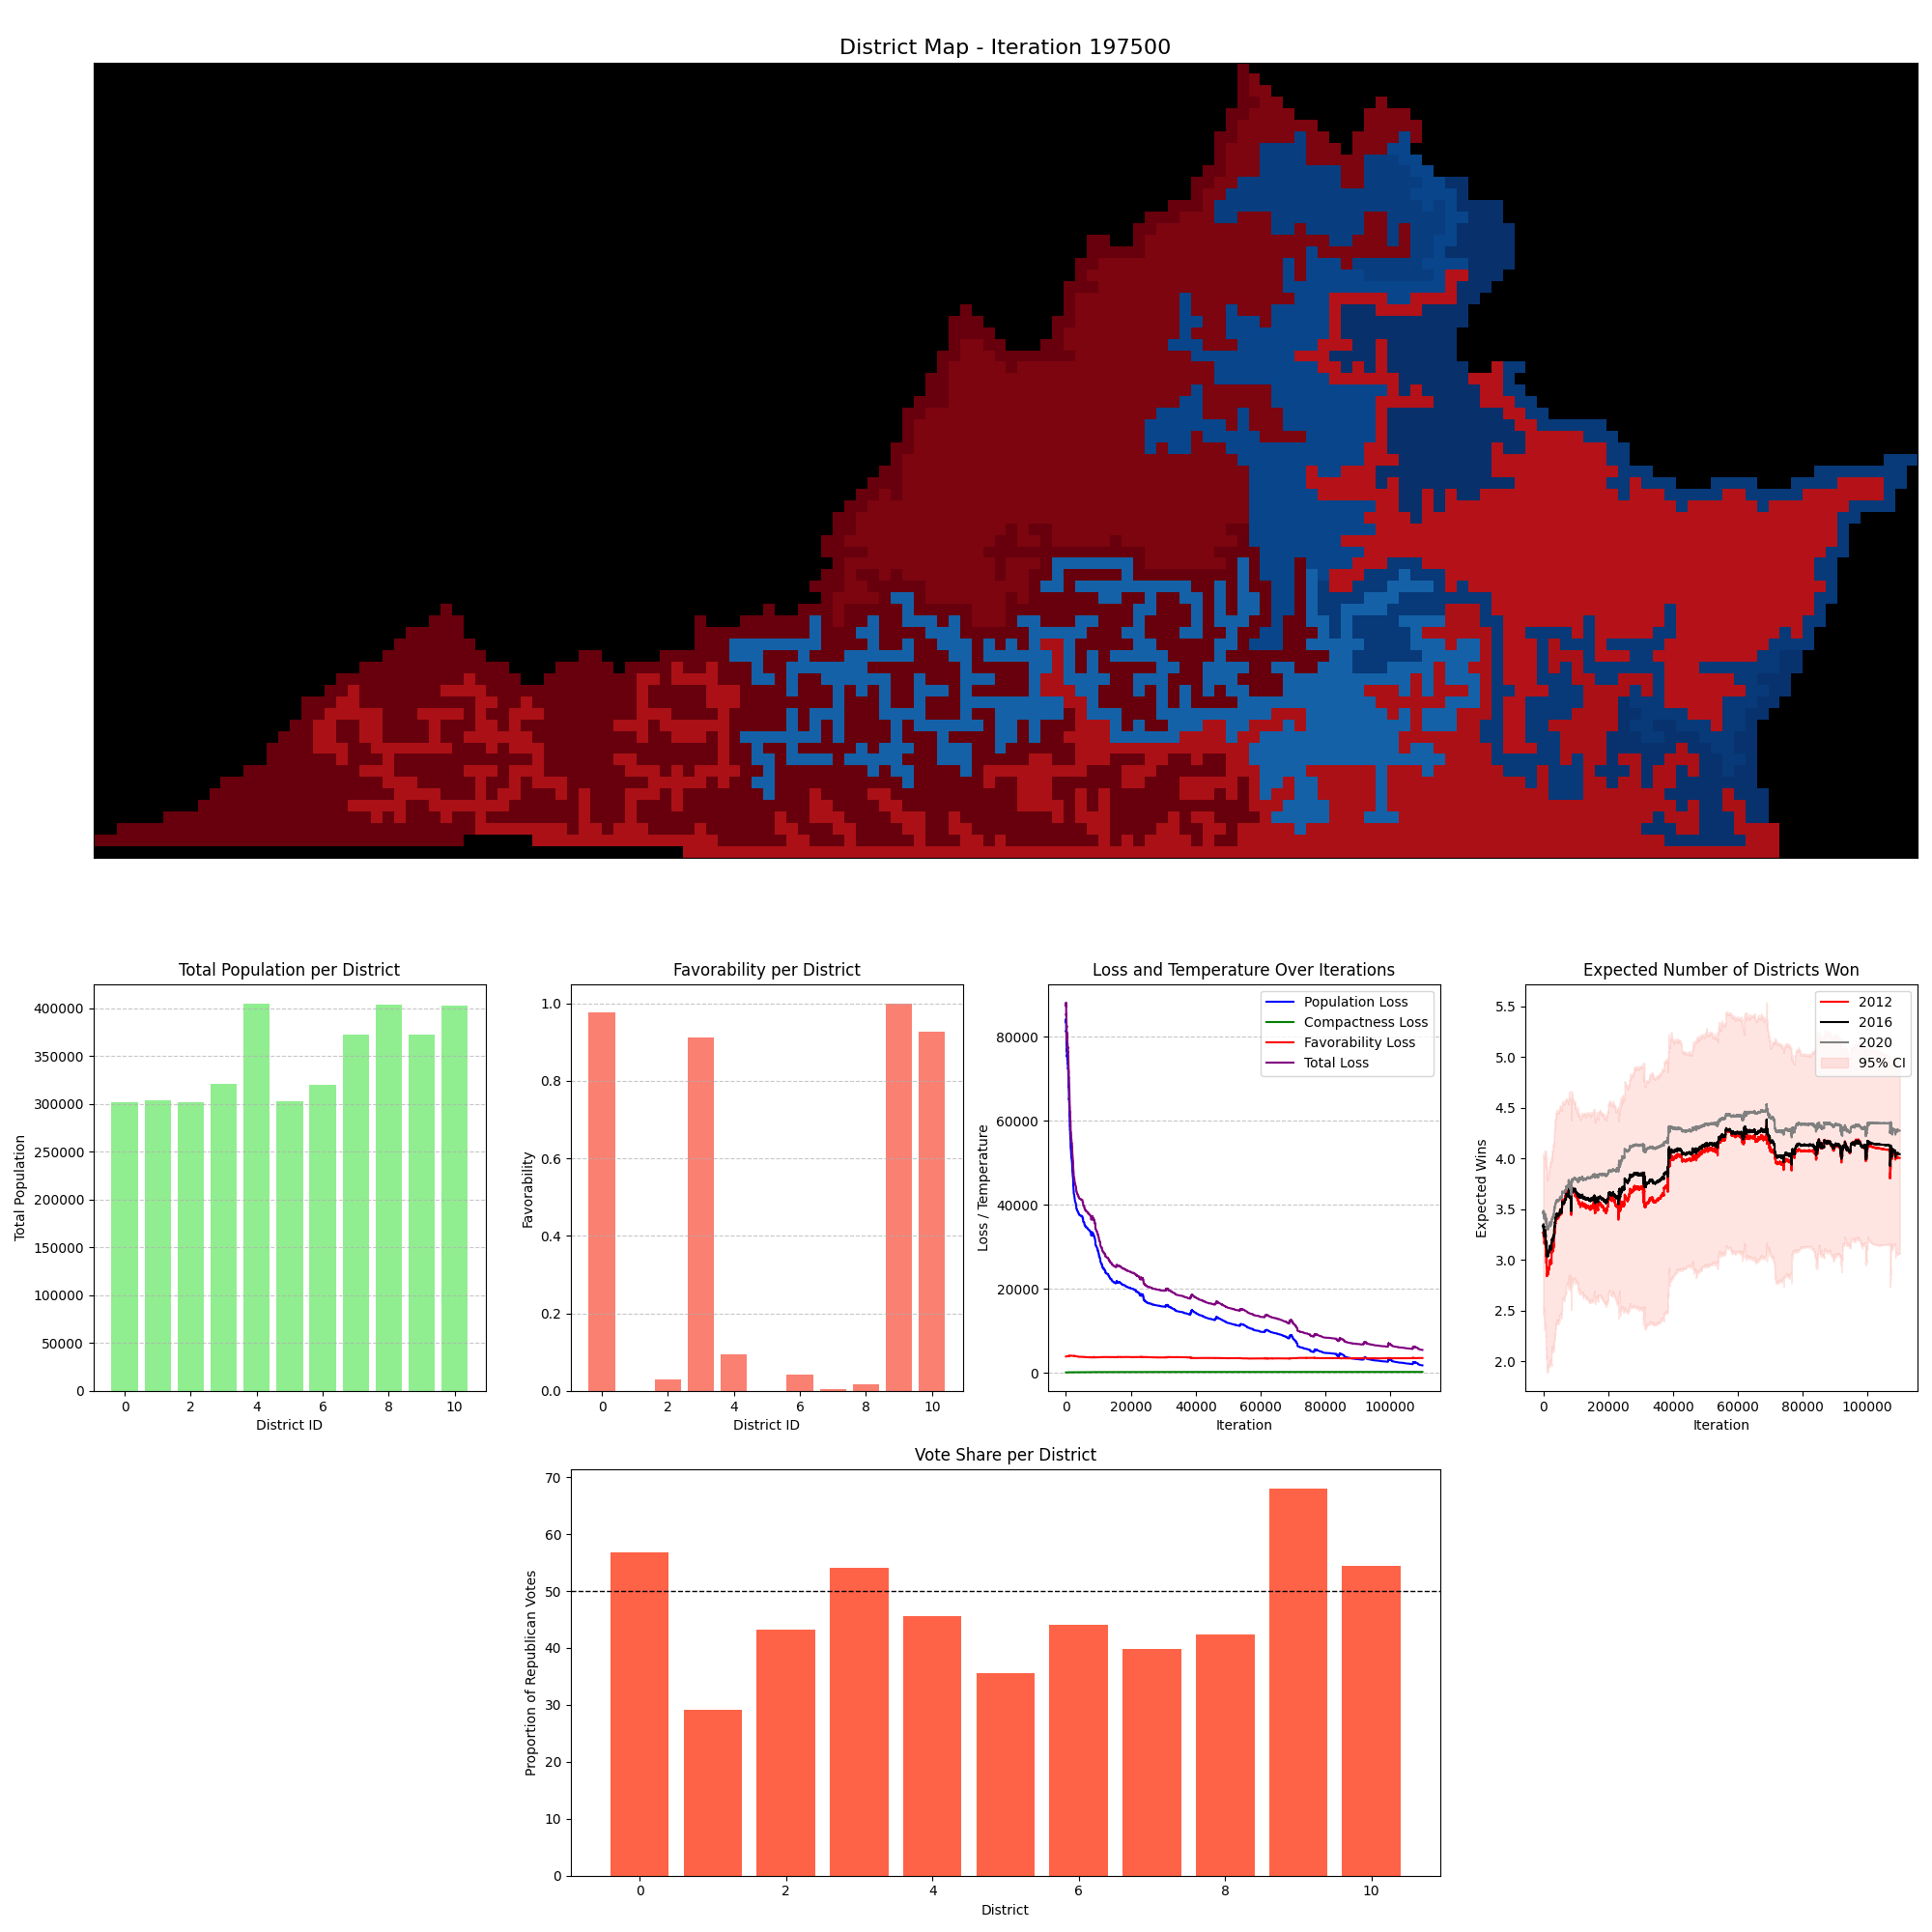 District Map - Iteration 197500
Total Population per District
Total Population
400000
350000
300000
250000
200000
150000
100000
50000
0
0 2 4 6 8 10
District ID
Favorability per District
Favorability
1.0
0.8
0.6
0.4
0.2
0.0
0 2 4 6 8 10
District ID
Loss and Temperature Over Iterations
Loss / Temperature
Population Loss
Compactness Loss
Favorability Loss
Total Loss
80000
60000
40000
20000
0
0 20000 40000 60000 80000 100000
Iteration
Expected Number of Districts Won
Expected Wins
2012
2016
2020
95% CI
5.5
5.0
4.5
4.0
3.5
3.0
2.5
2.0
0 20000 40000 60000 80000 100000
Iteration
Vote Share per District
Proportion of Republican Votes
70
60
50
40
30
20
10
0
0 2 4 6 8 10
District